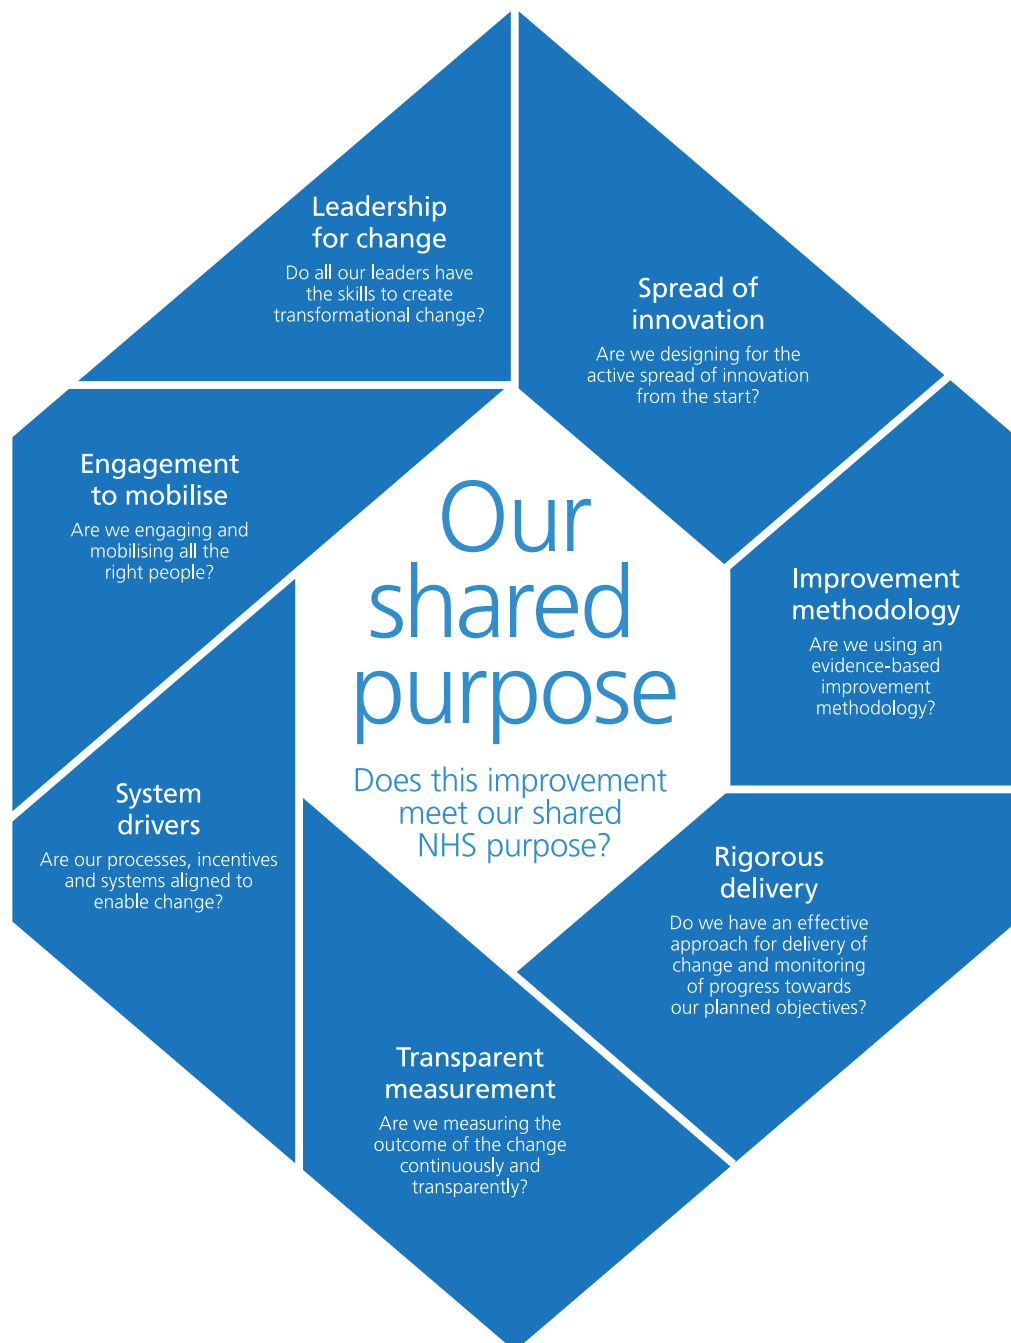 Leadership
for change
Do all our leaders have
the skills to create
transformational change?
Spread of
innovation
Are we designing for the
active spread of innovation
from the start?
Engagement
to mobilise
Are we engaging and
mobilising all the
right people?
Our
shared
purpose
Does this improvement
meet our shared
NHS purpose?
Improvement
methodology
Are we using an
evidence-based
improvement
methodology?
System
drivers
Are our processes, incentives
and systems aligned to
enable change?
Rigorous
delivery
Do we have an effective
approach for delivery of
change and monitoring
of progress towards
our planned objectives?
Transparent
measurement
Are we measuring the
outcome of the change
continuously and
transparently?